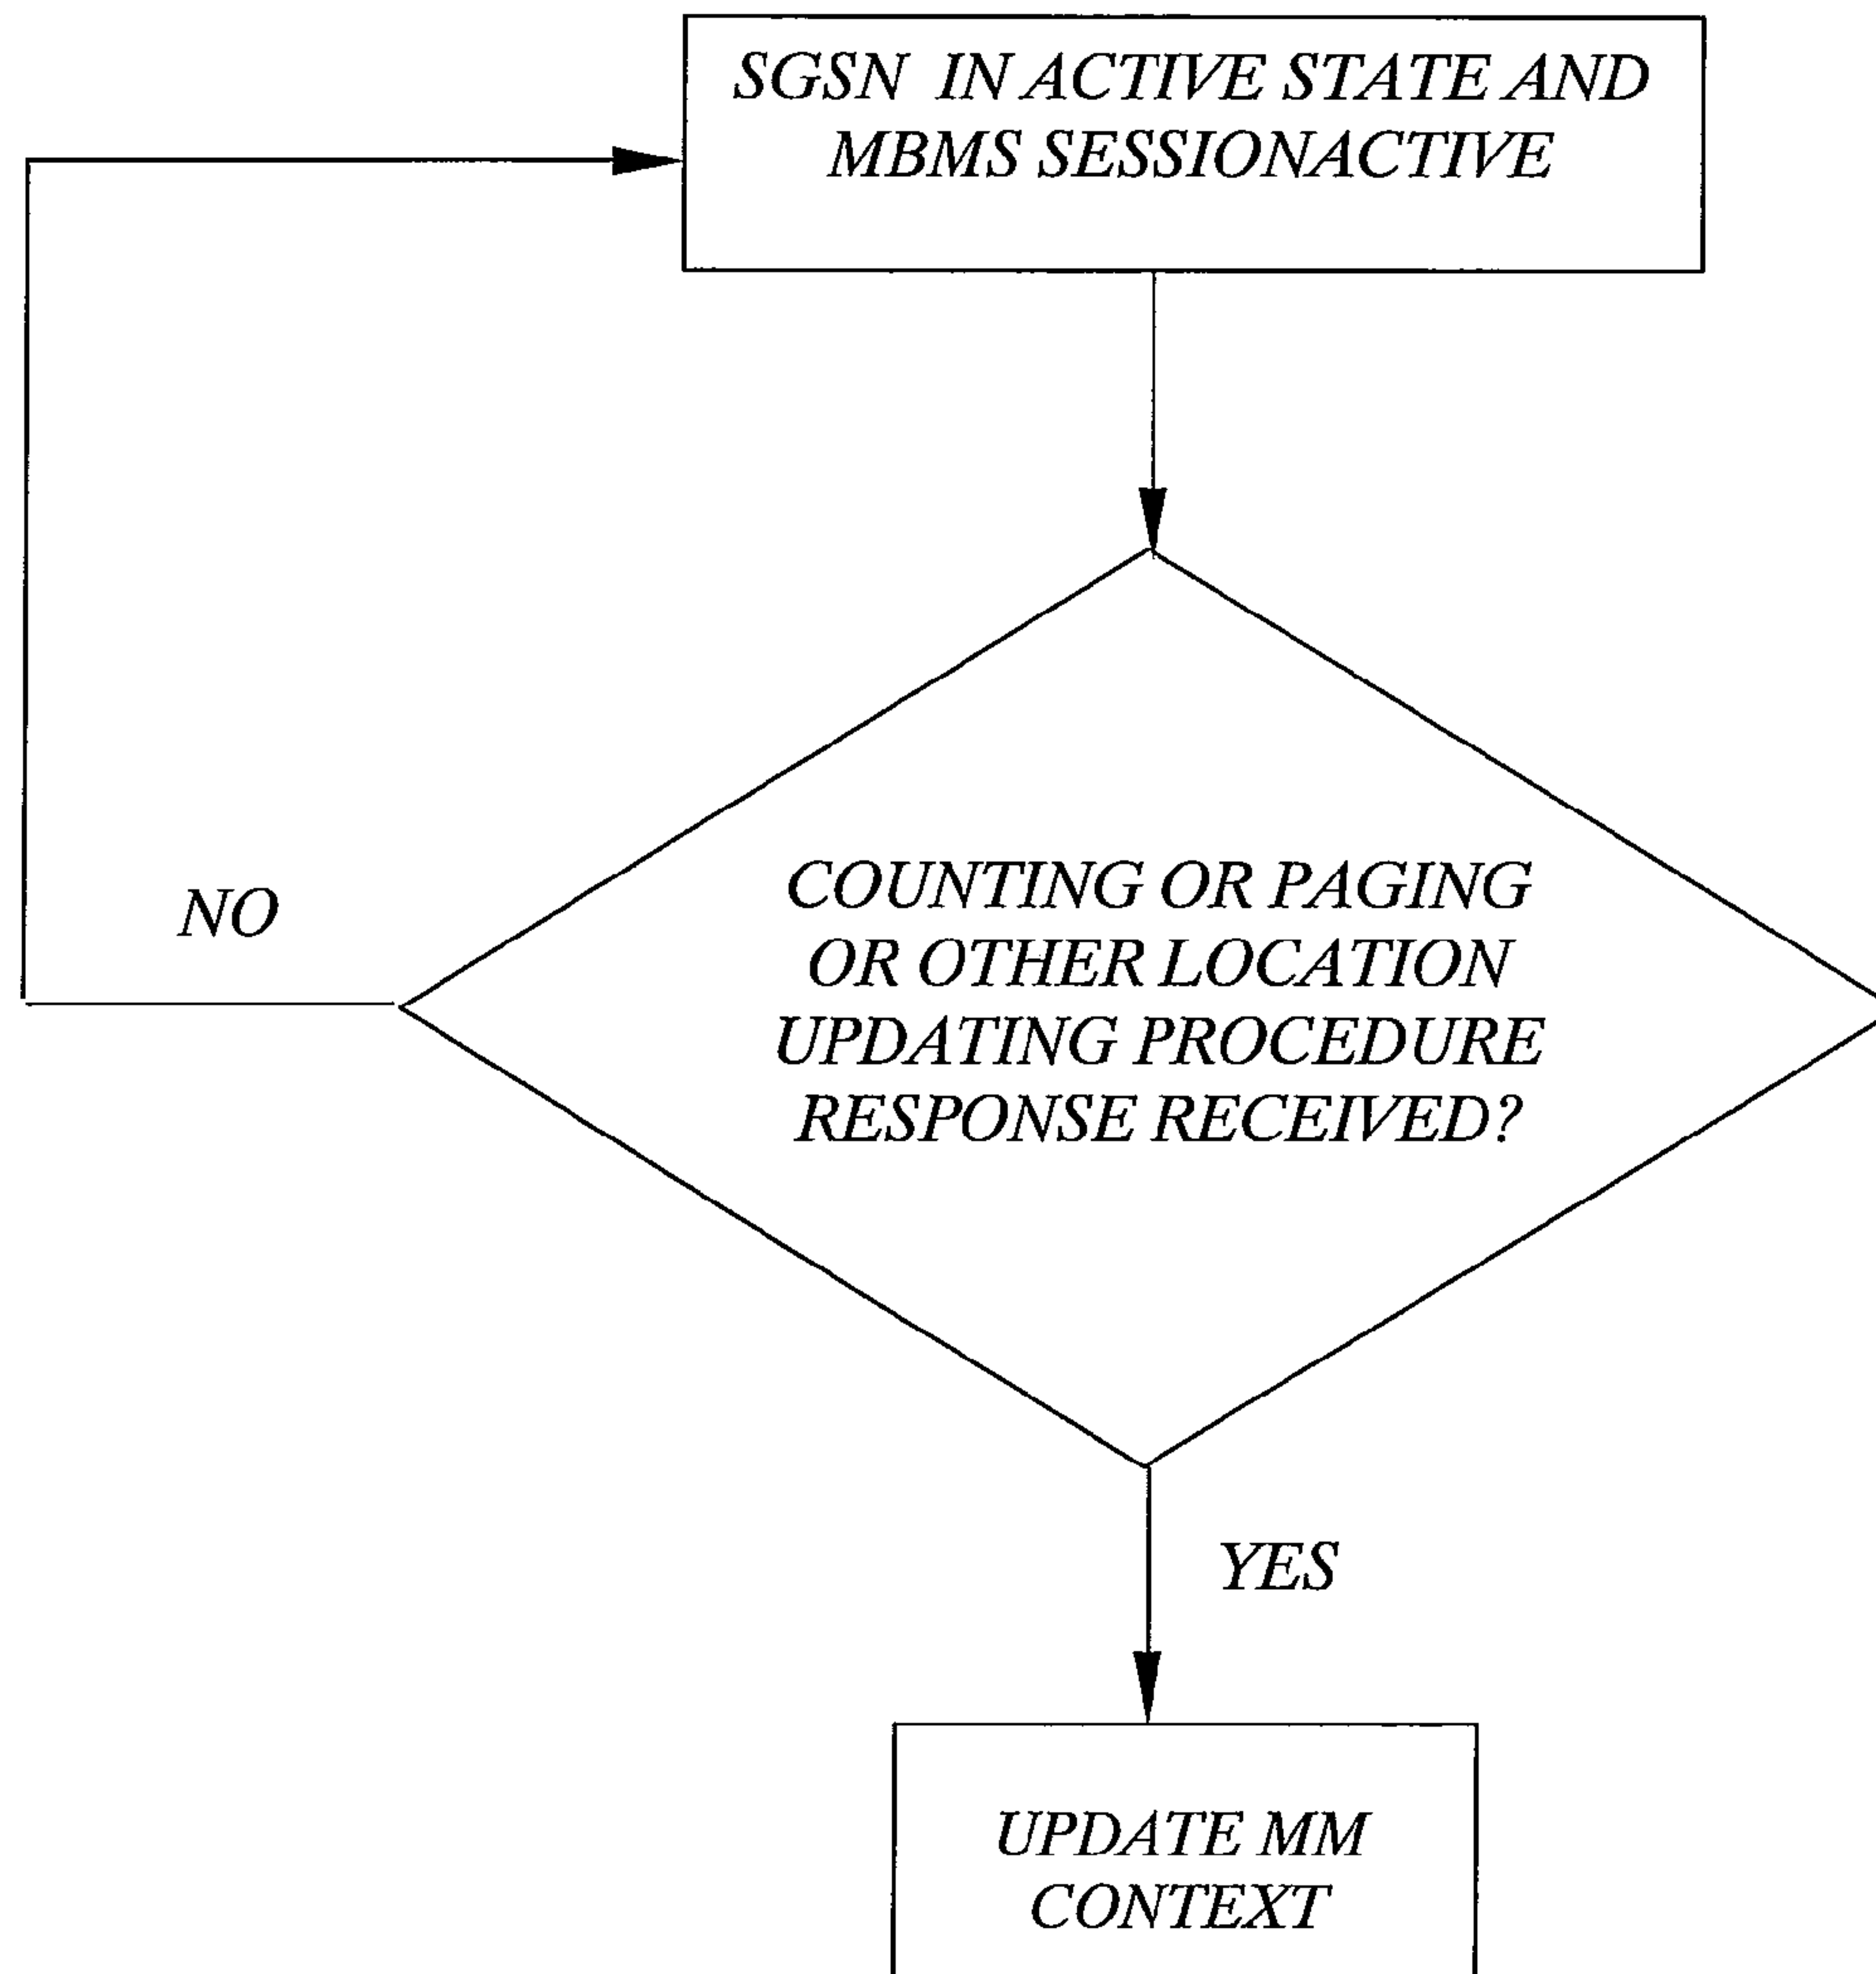 SGSN IN ACTIVE STATE AND
MBMS SESSIONACTIVE
NO
COUNTING OR PAGING
OR OTHER LOCATION
UPDATING PROCEDURE
RESPONSE RECEIVED?
YES
UPDATE MM
CONTEXT